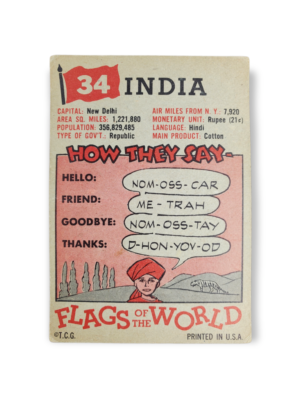 34 INDIA
CAPITAL: New Delhi
AREA SQ. MILES: 1,221,880
POPULATION: 356,829,485
TYPE OF GOV'T.: Republic
AIR MILES FROM N. Y.: 7,920
MONETARY UNIT: Rupee (21¢)
LANGUAGE: Hindi
MAIN PRODUCT: Cotton
HOW THEY SAY-
HELLO: NOM-OSS-CAR
FRIEND: ME-TRAH
GOODBYE: NOM-OSS-TAY
THANKS: D-HON-YOV-OD
FLAGS OF THE WORLD
©T.C.G. PRINTED IN U.S.A.